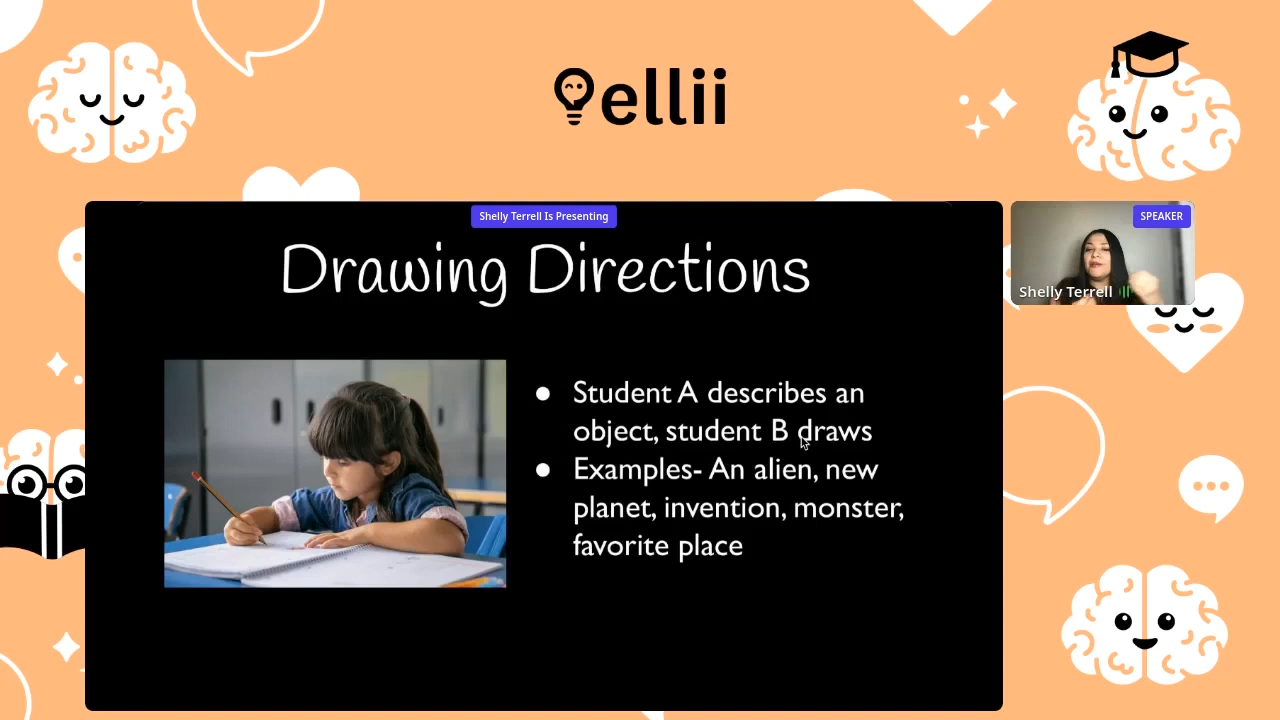 ellii
Shelly Terrell Is Presenting
SPEAKER
Drawing Directions
Shelly Terrell
● Student A describes an
object, student B draws
● Examples- An alien, new
planet, invention, monster,
favorite place